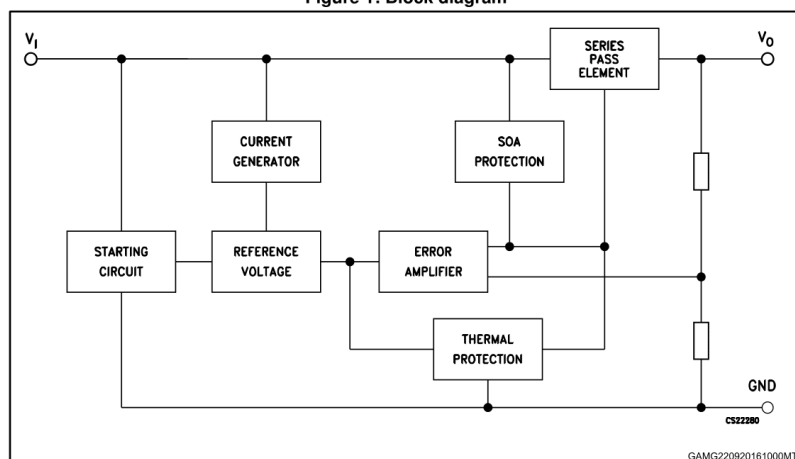 Figure 1. Block diagram
VI
SERIES
PASS
ELEMENT
VO
CURRENT
GENERATOR
SOA
PROTECTION
STARTING
CIRCUIT
REFERENCE
VOLTAGE
ERROR
AMPLIFIER
THERMAL
PROTECTION
GND
CS22280
GAMG220920161000MT